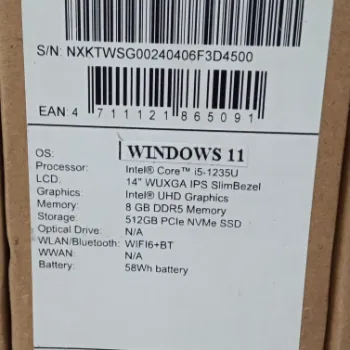 S/N: NXKTWSG00240406F3D4500
EAN: 4 711121 865091
OS: WINDOWS 11
Processor: Intel® Core™ i5-1235U
LCD: 14" WUXGA IPS SlimBezel
Graphics: Intel® UHD Graphics
Memory: 8 GB DDR5 Memory
Storage: 512GB PCIe NVMe SSD
Optical Drive: N/A
WLAN/Bluetooth: WIFI6+BT
WWAN: N/A
Battery: 58Wh battery